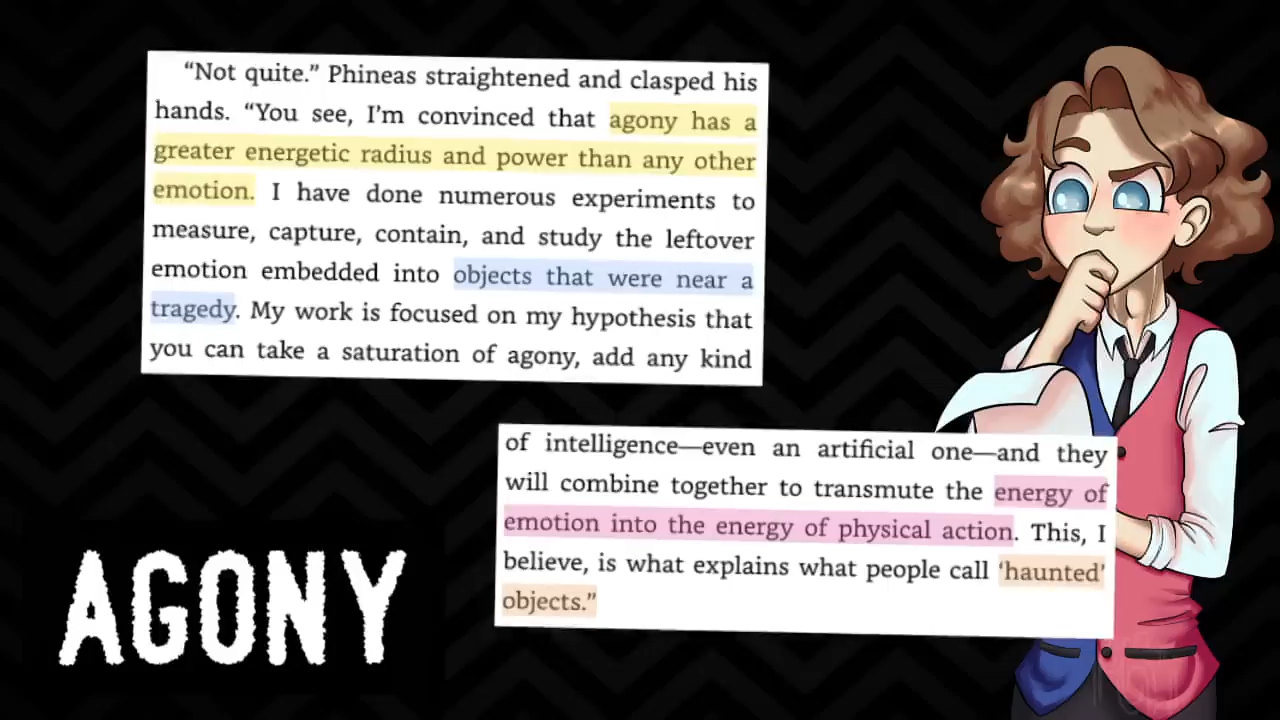 “Not quite.” Phineas straightened and clasped his
hands. “You see, I’m convinced that agony has a
greater energetic radius and power than any other
emotion. I have done numerous experiments to
measure, capture, contain, and study the leftover
emotion embedded into objects that were near a
tragedy. My work is focused on my hypothesis that
you can take a saturation of agony, add any kind
of intelligence—even an artificial one—and they
will combine together to transmute the energy of
emotion into the energy of physical action. This, I
believe, is what explains what people call ‘haunted’
objects.”
AGONY